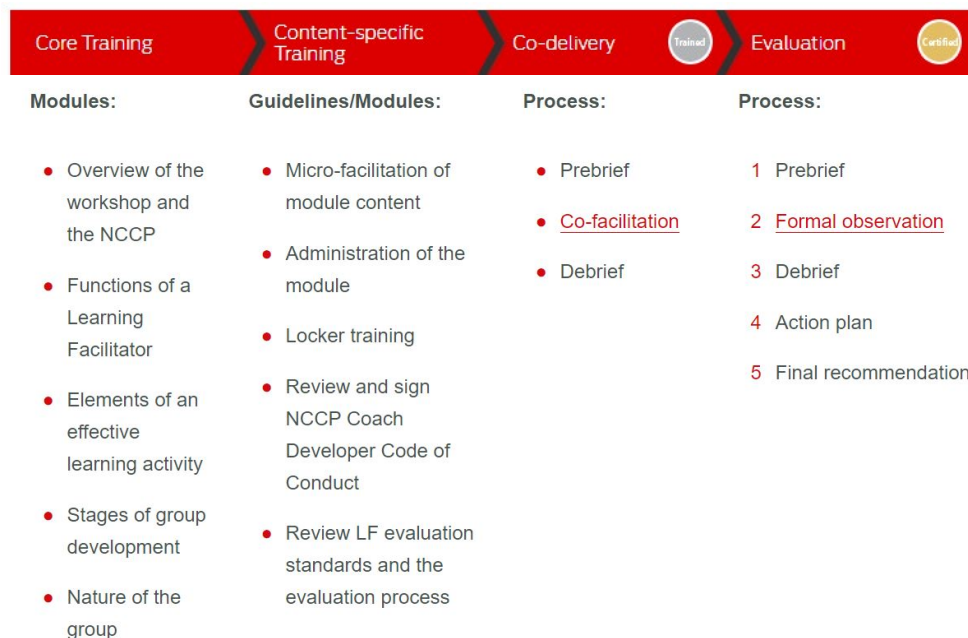 Core Training
Content-specific
Training
Co-delivery
Trained
Evaluation
Certified
Modules:
Overview of the
workshop and
the NCCP
Functions of a
Learning
Facilitator
Elements of an
effective
learning activity
Stages of group
development
Nature of the
group
Guidelines/Modules:
Micro-facilitation of
module content
Administration of the
module
Locker training
Review and sign
NCCP Coach
Developer Code of
Conduct
Review LF evaluation
standards and the
evaluation process
Process:
Prebrief
Co-facilitation
Debrief
Process:
1 Prebrief
2 Formal observation
3 Debrief
4 Action plan
5 Final recommendation